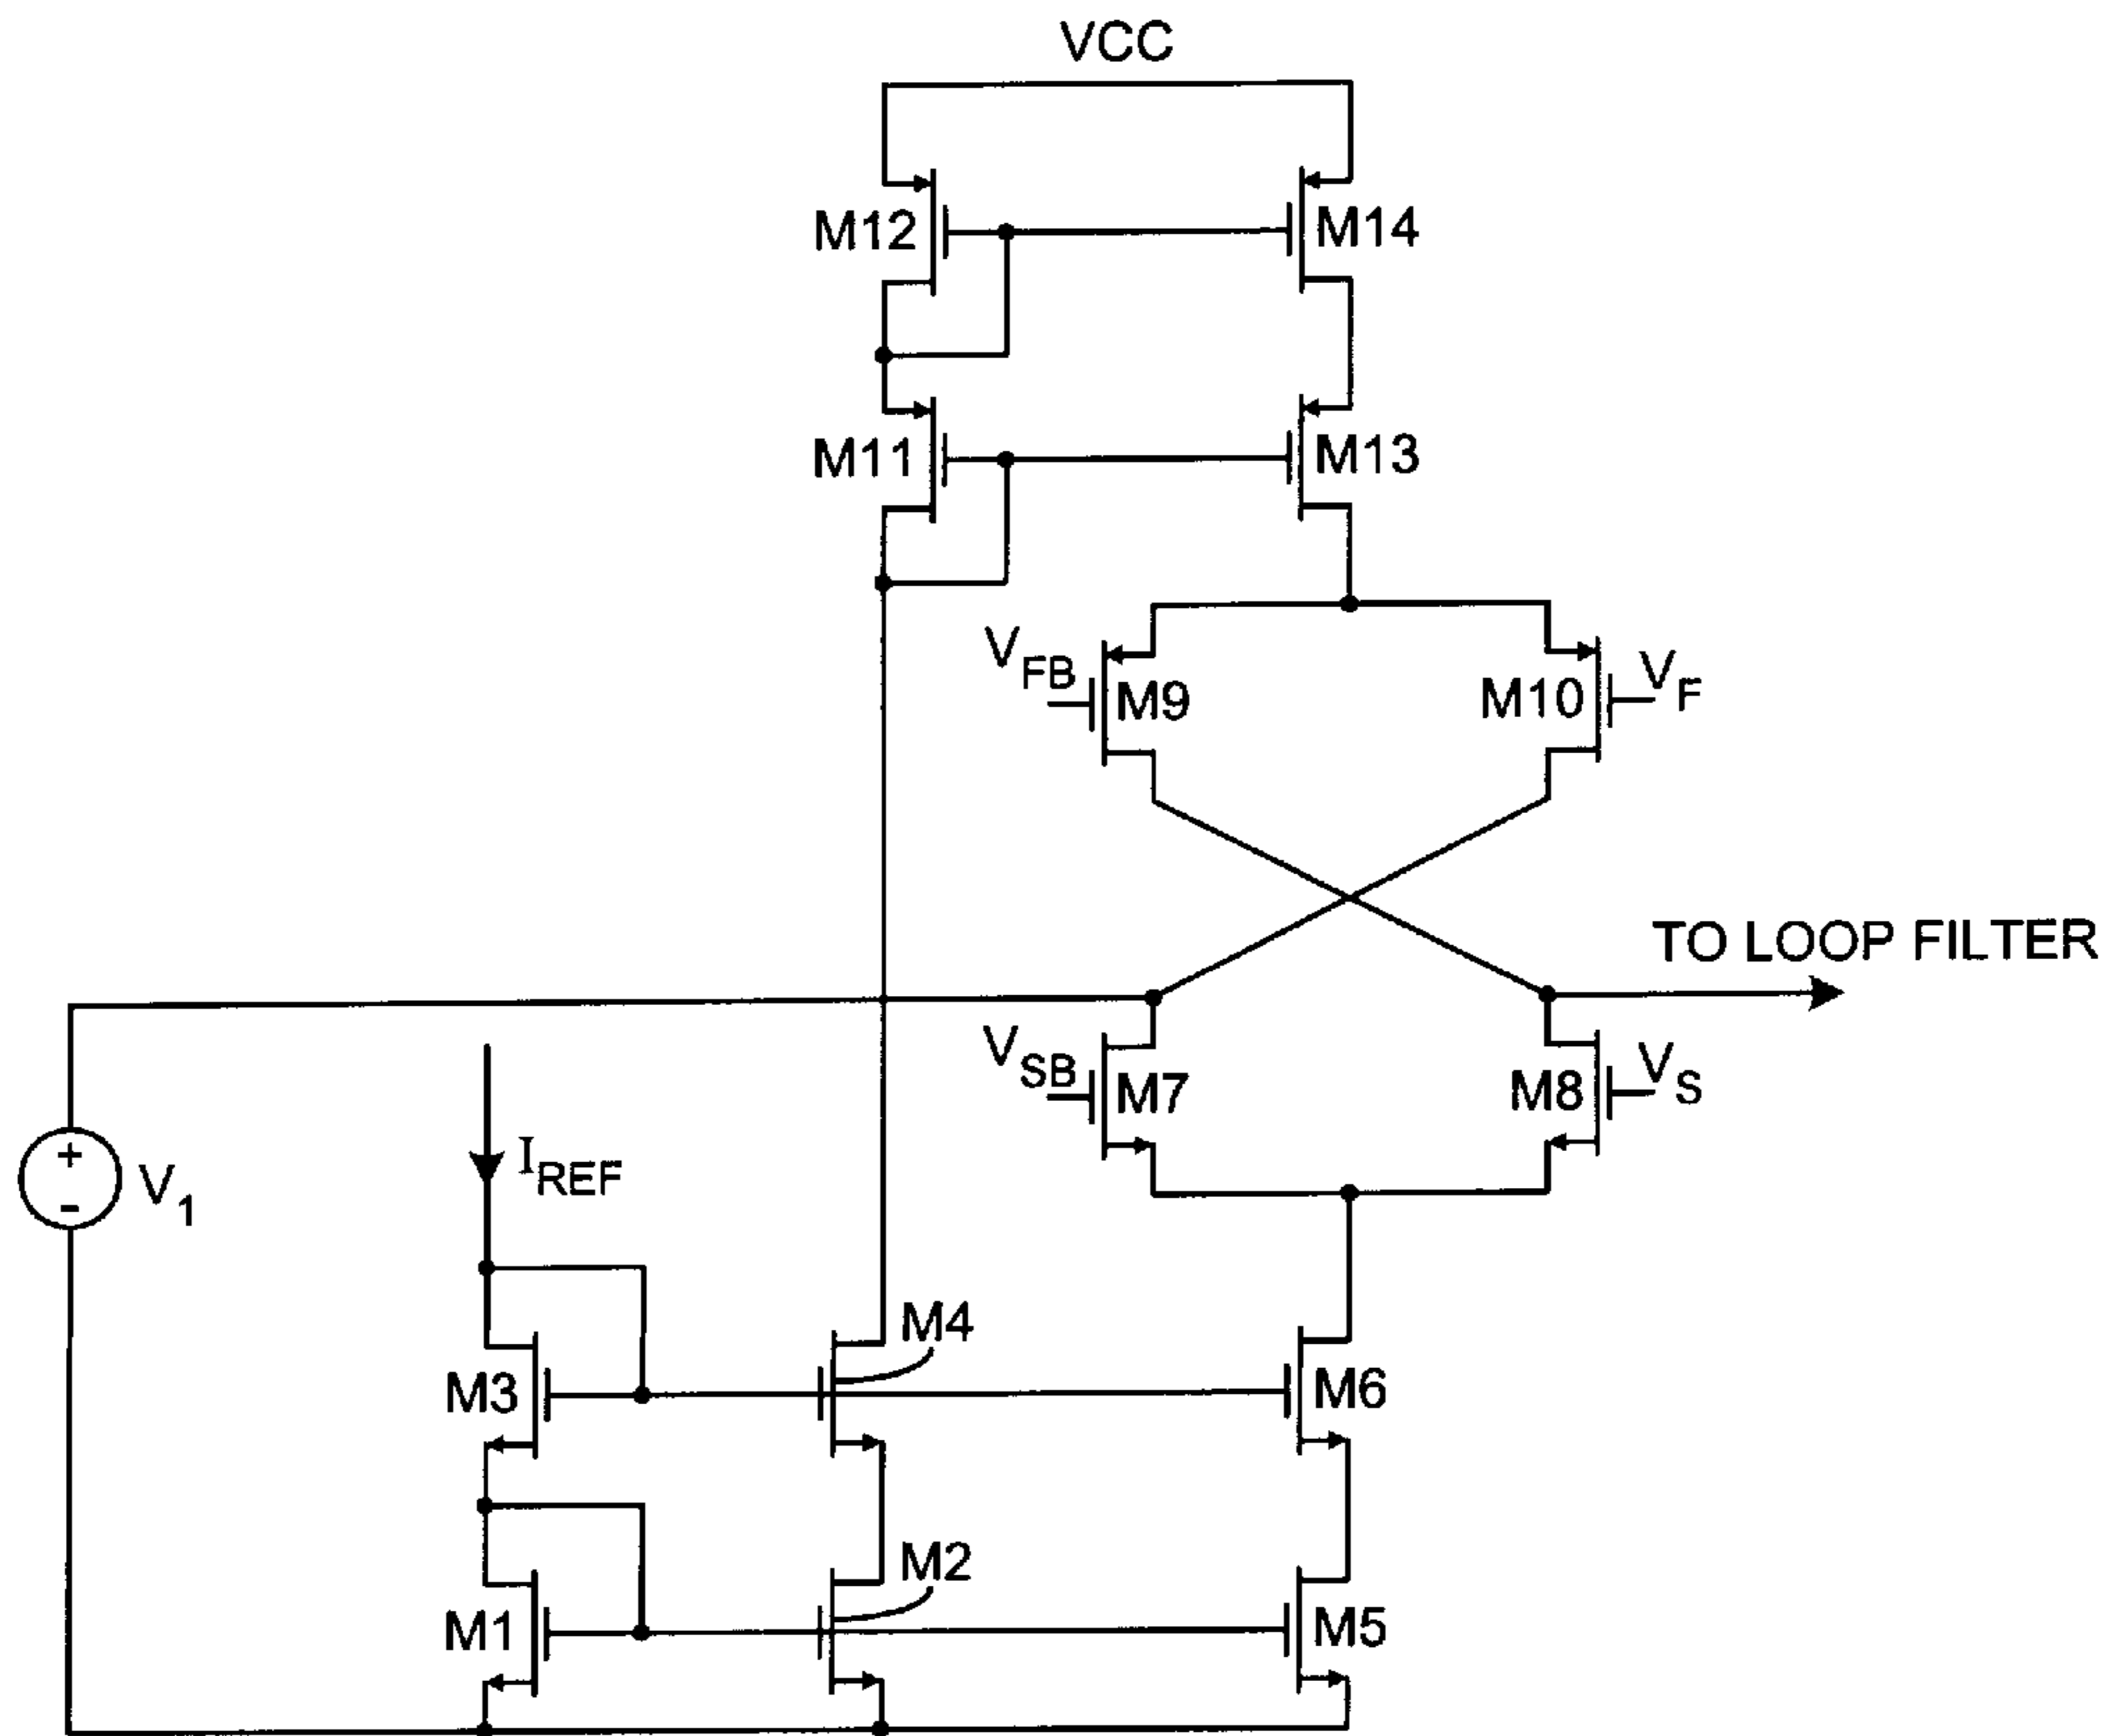 VCC
M12
M14
M11
M13
VFB
M9
M10
VF
TO LOOP FILTER
VSB
M7
M8
VS
IREF
+
-
V1
M4
M3
M6
M2
M1
M5